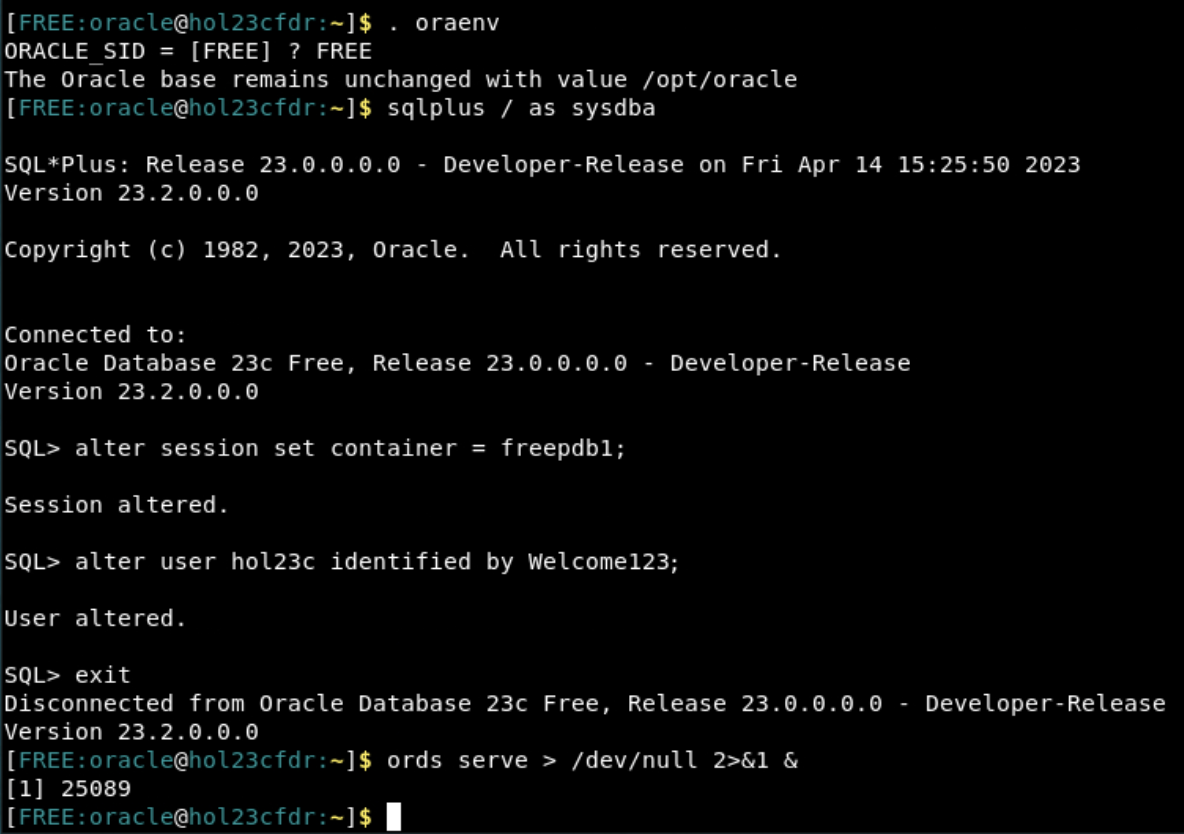 [FREE:oracle@hol23cfdr:~]$ . oraenv
ORACLE_SID = [FREE] ? FREE
The Oracle base remains unchanged with value /opt/oracle
[FREE:oracle@hol23cfdr:~]$ sqlplus / as sysdba
SQL*Plus: Release 23.0.0.0.0 - Developer-Release on Fri Apr 14 15:25:50 2023
Version 23.2.0.0.0
Copyright (c) 1982, 2023, Oracle.  All rights reserved.
Connected to:
Oracle Database 23c Free, Release 23.0.0.0.0 - Developer-Release
Version 23.2.0.0.0
SQL> alter session set container = freepdb1;
Session altered.
SQL> alter user hol23c identified by Welcome123;
User altered.
SQL> exit
Disconnected from Oracle Database 23c Free, Release 23.0.0.0.0 - Developer-Release
Version 23.2.0.0.0
[FREE:oracle@hol23cfdr:~]$ ords serve > /dev/null 2>&1 &
[1] 25089
[FREE:oracle@hol23cfdr:~]$